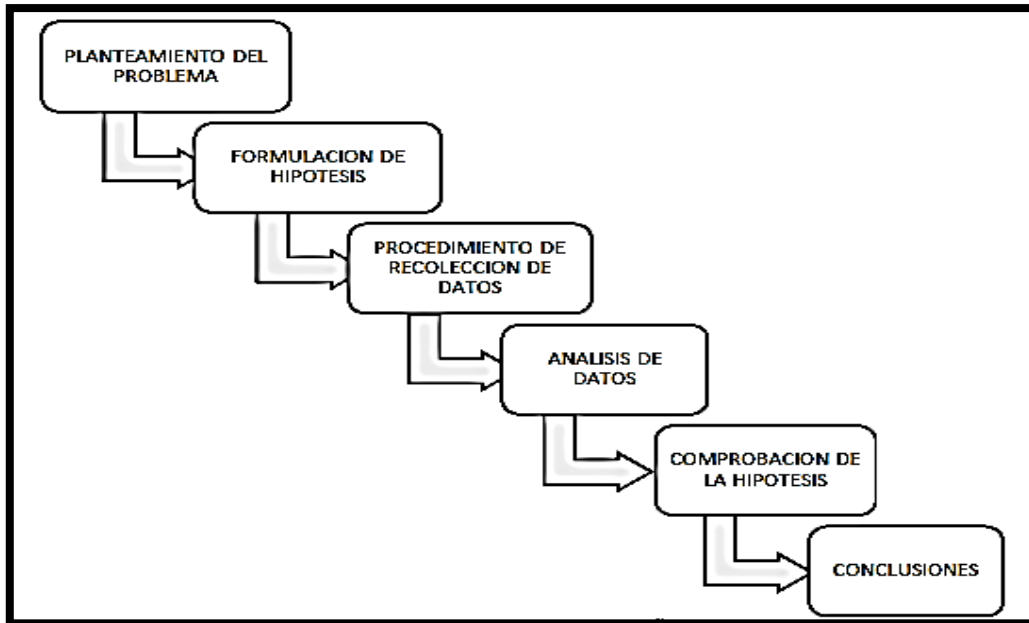 PLANTEAMIENTO DEL
PROBLEMA
FORMULACION DE
HIPOTESIS
PROCEDIMIENTO DE
RECOLECCION DE
DATOS
ANALISIS DE
DATOS
COMPROBACION DE
LA HIPOTESIS
CONCLUSIONES